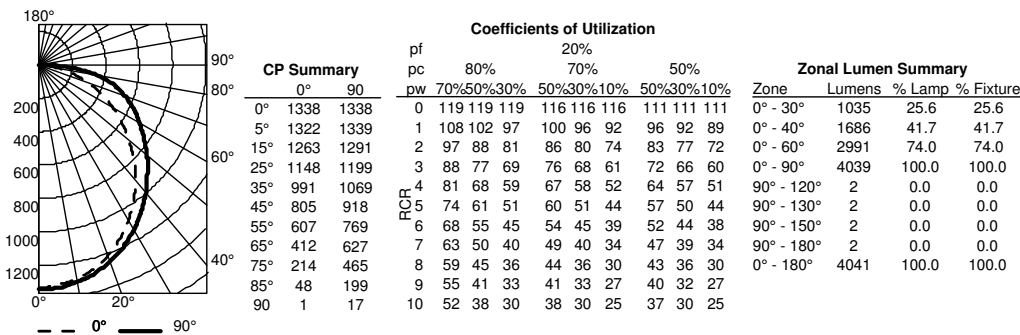 180°
90°
80°
60°
40°
20°
0°
200
400
600
800
1000
1200
0° 90°
CP Summary
0° 90
0° 1338 1338
5° 1322 1339
15° 1263 1291
25° 1148 1199
35° 991 1069
45° 805 918
55° 607 769
65° 412 627
75° 214 465
85° 48 199
90 1 17
Coefficients of Utilization
pf 20%
pc 80% 70% 50%
pw 70%50%30% 50%30%10% 50%30%10%
RCR
0 119 119 119 116 116 116 111 111 111
1 108 102 97 100 96 92 96 92 89
2 97 88 81 86 80 74 83 77 72
3 88 77 69 76 68 61 72 66 60
4 81 68 59 67 58 52 64 57 51
5 74 61 51 60 51 44 57 50 44
6 68 55 45 54 45 39 52 44 38
7 63 50 40 49 40 34 47 39 34
8 59 45 36 44 36 30 43 36 30
9 55 41 33 41 33 27 40 32 27
10 52 38 30 38 30 25 37 30 25
Zonal Lumen Summary
Zone Lumens % Lamp % Fixture
0° - 30° 1035 25.6 25.6
0° - 40° 1686 41.7 41.7
0° - 60° 2991 74.0 74.0
0° - 90° 4039 100.0 100.0
90° - 120° 2 0.0 0.0
90° - 130° 2 0.0 0.0
90° - 150° 2 0.0 0.0
90° - 180° 2 0.0 0.0
0° - 180° 4041 100.0 100.0